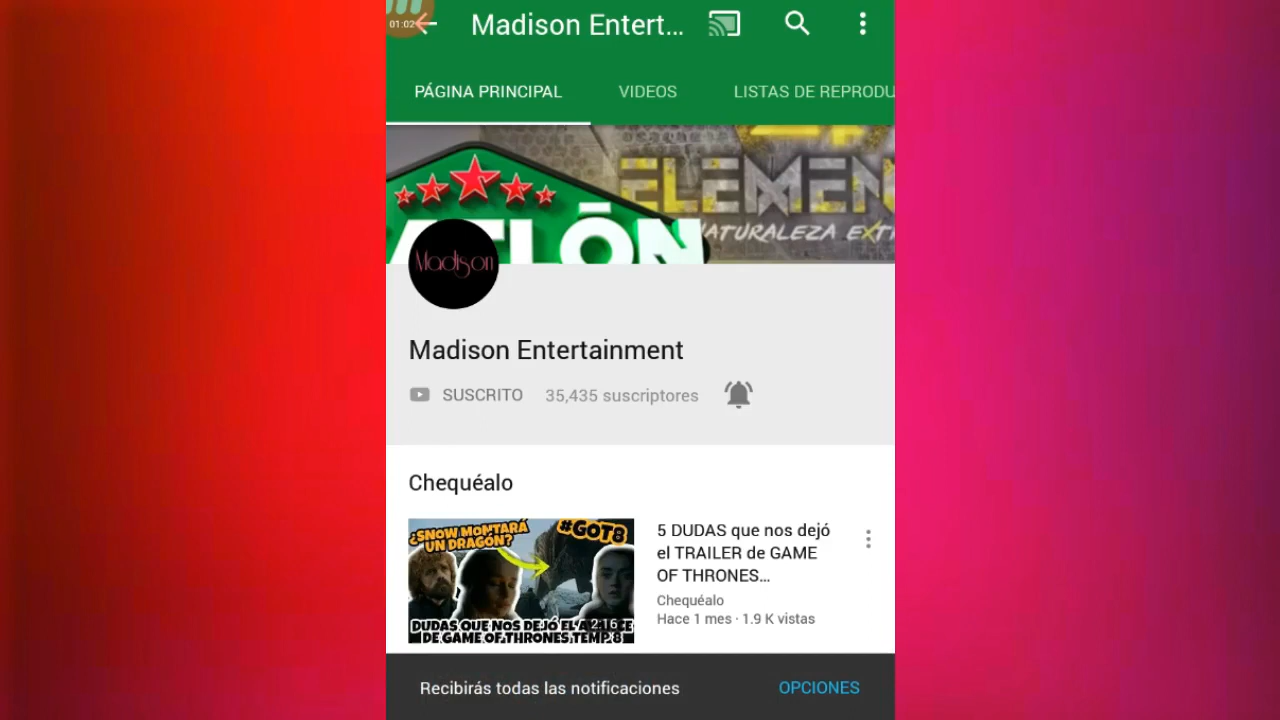 01:02
Madison Entert...
PÁGINA PRINCIPAL
VIDEOS
LISTAS DE REPRODU
ELEMEN
ATLÓN
NATURALEZA EXT
Madison
Madison Entertainment
SUSCRITO
35,435 suscriptores
Chequéalo
¿SNOW MONTARÁ
UN DRAGÓN?
#GOT8
DUDAS QUE NOS DEJÓ EL
DE GAME OF THRONES TEMP 8
2:16
5 DUDAS que nos dejó
el TRAILER de GAME
OF THRONES...
Chequéalo
Hace 1 mes · 1.9 K vistas
Recibirás todas las notificaciones
OPCIONES